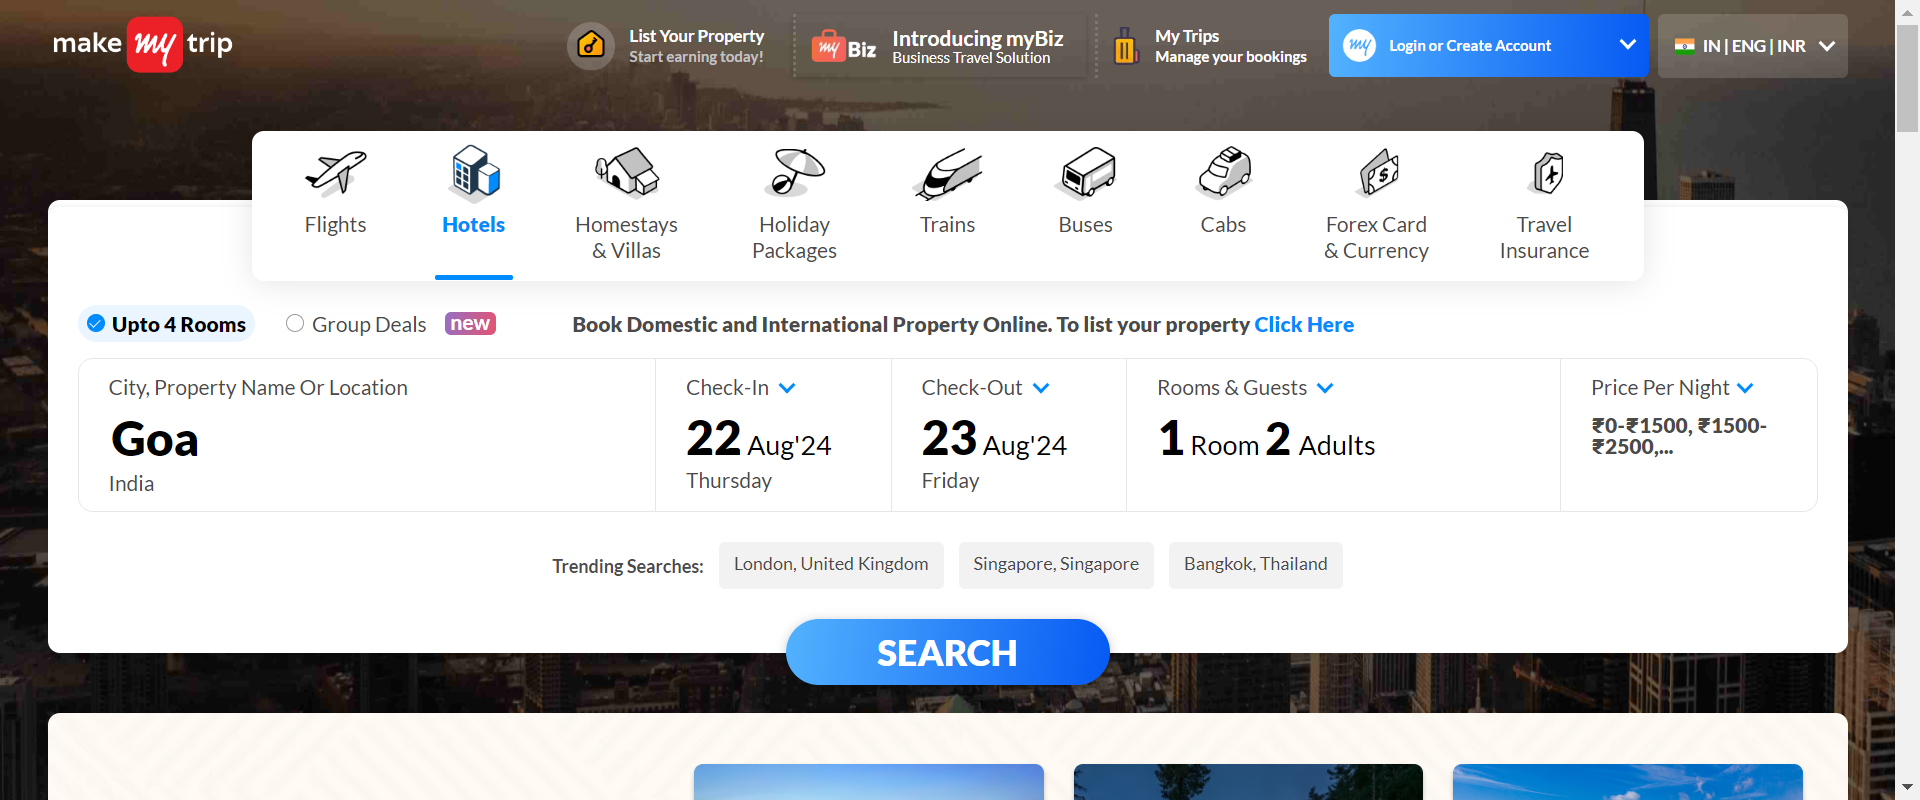 make my trip
List Your Property
Start earning today!
my Biz
Introducing myBiz
Business Travel Solution
My Trips
Manage your bookings
my Login or Create Account
IN | ENG | INR
Flights
Hotels
Homestays
& Villas
Holiday
Packages
Trains
Buses
Cabs
Forex Card
& Currency
Travel
Insurance
Upto 4 Rooms
Group Deals
new
Book Domestic and International Property Online. To list your property Click Here
City, Property Name Or Location
Goa
India
Check-In
22 Aug'24
Thursday
Check-Out
23 Aug'24
Friday
Rooms & Guests
1 Room 2 Adults
Price Per Night
₹0-₹1500, ₹1500-
₹2500,...
Trending Searches:
London, United Kingdom
Singapore, Singapore
Bangkok, Thailand
SEARCH